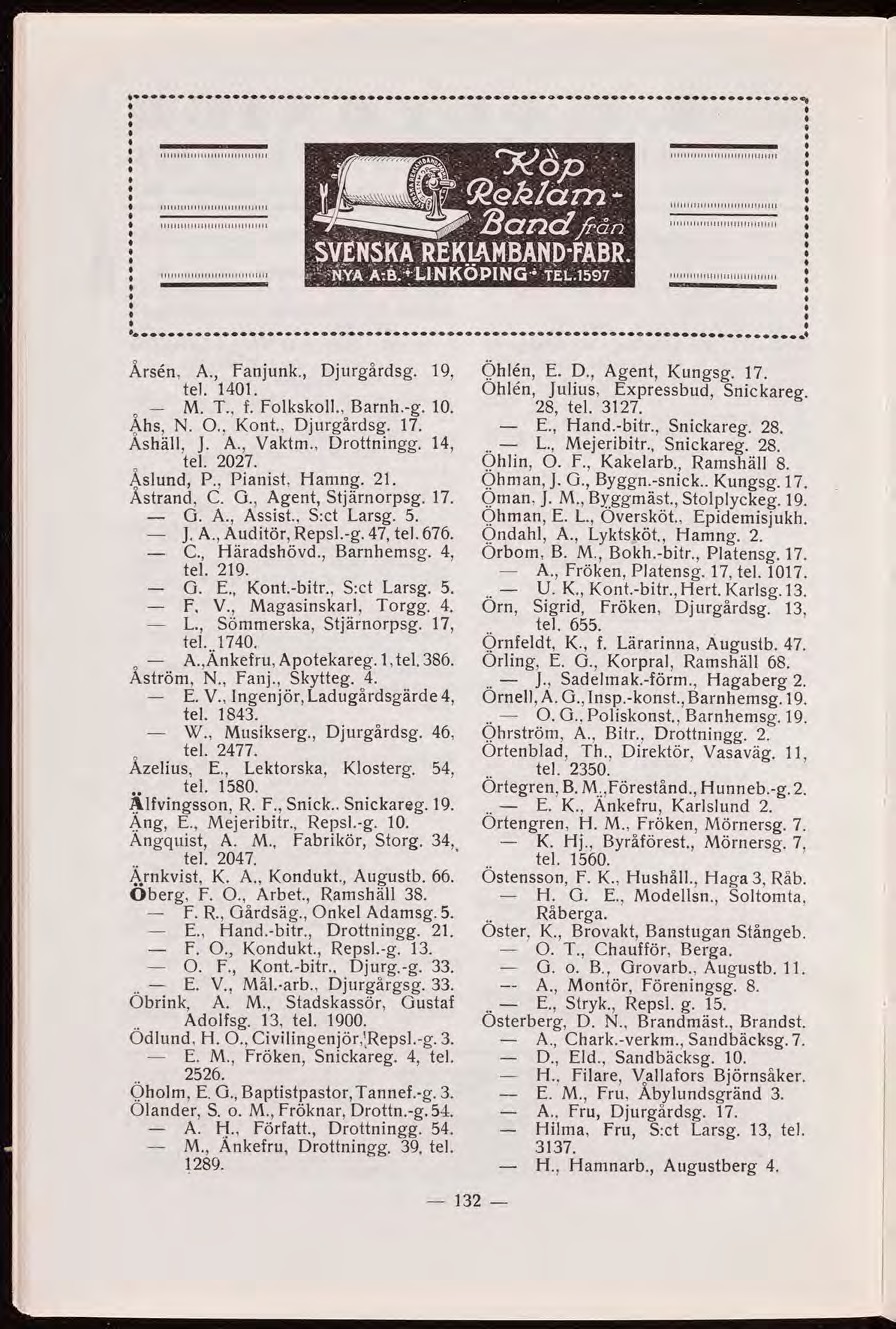 Köp
Reklam-
Band från
SVENSKA REKLAMBAND-FABR.
NYA A:B. LINKÖPING TEL.1597
Årsén, A., Fanjunk., Djurgårdsg. 19,
tel. 1401.
— M. T., f. Folkskoll., Barnh.-g. 10.
Åhs, N. O., Kont., Djurgårdsg. 17.
Åshäll, J. A., Vaktm., Drottningg. 14,
tel. 2027.
Åslund, P., Pianist, Hamng. 21.
Åstrand, C. G., Agent, Stjärnorpsg. 17.
— G. A., Assist., S:ct Larsg. 5.
— J. A., Auditör, Repsl.-g. 47, tel. 676.
— C., Häradshövd., Barnhemsg. 4,
tel. 219.
— G. E., Kont.-bitr., S:ct Larsg. 5.
— F. V., Magasinskarl, Torgg. 4.
— L., Sömmerska, Stjärnorpsg. 17,
tel. 1740.
— A., Änkefru, Apotekareg. 1, tel. 386.
Åström, N., Fanj., Skytteg. 4.
— E. V., Ingenjör, Ladugårdsgärde 4,
tel. 1843.
— W., Musikserg., Djurgårdsg. 46,
tel. 2477.
Åzelius, E., Lektorska, Klosterg. 54,
tel. 1580.
Älfvingsson, R. F., Snick.. Snickareg. 19.
Äng, E., Mejeribitr., Repsl.-g. 10.
Ängquist, A. M., Fabrikör, Storg. 34,
tel. 2047.
Ärnkvist, K. A., Kondukt., Augustb. 66.
Öberg, F. O., Arbet., Ramshäll 38.
— F. R., Gårdsäg., Onkel Adamsg. 5.
— E., Hand.-bitr., Drottningg. 21.
— F. O., Kondukt., Repsl.-g. 13.
— O. F., Kont.-bitr., Djurg.-g. 33.
— E. V., Mål.-arb., Djurgårgsg. 33.
Öbrink, A. M., Stadskassör, Gustaf
Adolfsg. 13, tel. 1900.
Ödlund, H. O., Civilingenjör, Repsl.-g. 3.
— E. M., Fröken, Snickareg. 4, tel.
2526.
Öholm, E. G., Baptistpastor, Tannef.-g. 3.
Ölander, S. o. M., Fröknar, Drottn.-g. 54.
— A. H., Författ., Drottningg. 54.
— M., Änkefru, Drottningg. 39, tel.
1289.
Öhlén, E. D., Agent, Kungsg. 17.
Öhlén, Julius, Expressbud, Snickareg.
28, tel. 3127.
— E., Hand.-bitr., Snickareg. 28.
— L., Mejeribitr., Snickareg. 28.
Öhlin, O. F., Kakelarb., Ramshäll 8.
Öhman, J. G., Byggn.-snick.. Kungsg. 17.
Öman, J. M., Byggmäst., Stolplyckeg. 19.
Öhman, E. L., Översköt., Epidemisjukh.
Öndahl, A., Lyktsköt., Hamng. 2.
Örbom, B. M., Bokh.-bitr., Platensg. 17.
— A., Fröken, Platensg. 17, tel. 1017.
— U. K., Kont.-bitr., Hert. Karlsg. 13.
Örn, Sigrid, Fröken, Djurgårdsg. 13,
tel. 655.
Örnfeldt, K., f. Lärarinna, Augustb. 47.
Örling, E. G., Korpral, Ramshäll 68.
— J., Sadelmak.-förm., Hagaberg 2.
Örnell, A. G., Insp.-konst., Barnhemsg. 19.
— O. G., Poliskonst., Barnhemsg. 19.
Öhrström, A., Bitr., Drottningg. 2.
Örtenblad, Th., Direktör, Vasaväg. 11,
tel. 2350.
Örtegren, B. M., Förestånd., Hunneb.-g. 2.
— E. K., Änkefru, Karlslund 2.
Örtengren, H. M., Fröken, Mörnersg. 7.
— K. Hj., Byråförest., Mörnersg. 7,
tel. 1560.
Östensson, F. K., Hushåll., Haga 3, Råb.
— H. G. E., Modellsn., Soltomta,
Råberga.
Öster, K., Brovakt, Banstugan Stångeb.
— O. T., Chaufför, Berga.
— G. o. B., Grovarb., Augustb. 11.
— A., Montör, Föreningsg. 8.
— E., Stryk., Repsl. g. 15.
Österberg, D. N., Brandmäst., Brandst.
— A., Chark.-verkm., Sandbäcksg. 7.
— D., Eld., Sandbäcksg. 10.
— H., Filare, Vallafors Björnsåker.
— E. M., Fru, Åbylundsgränd 3.
— A., Fru, Djurgårdsg. 17.
— Hilma, Fru, S:ct Larsg. 13, tel.
3137.
— H., Hamnarb., Augustberg 4.
— 132 —